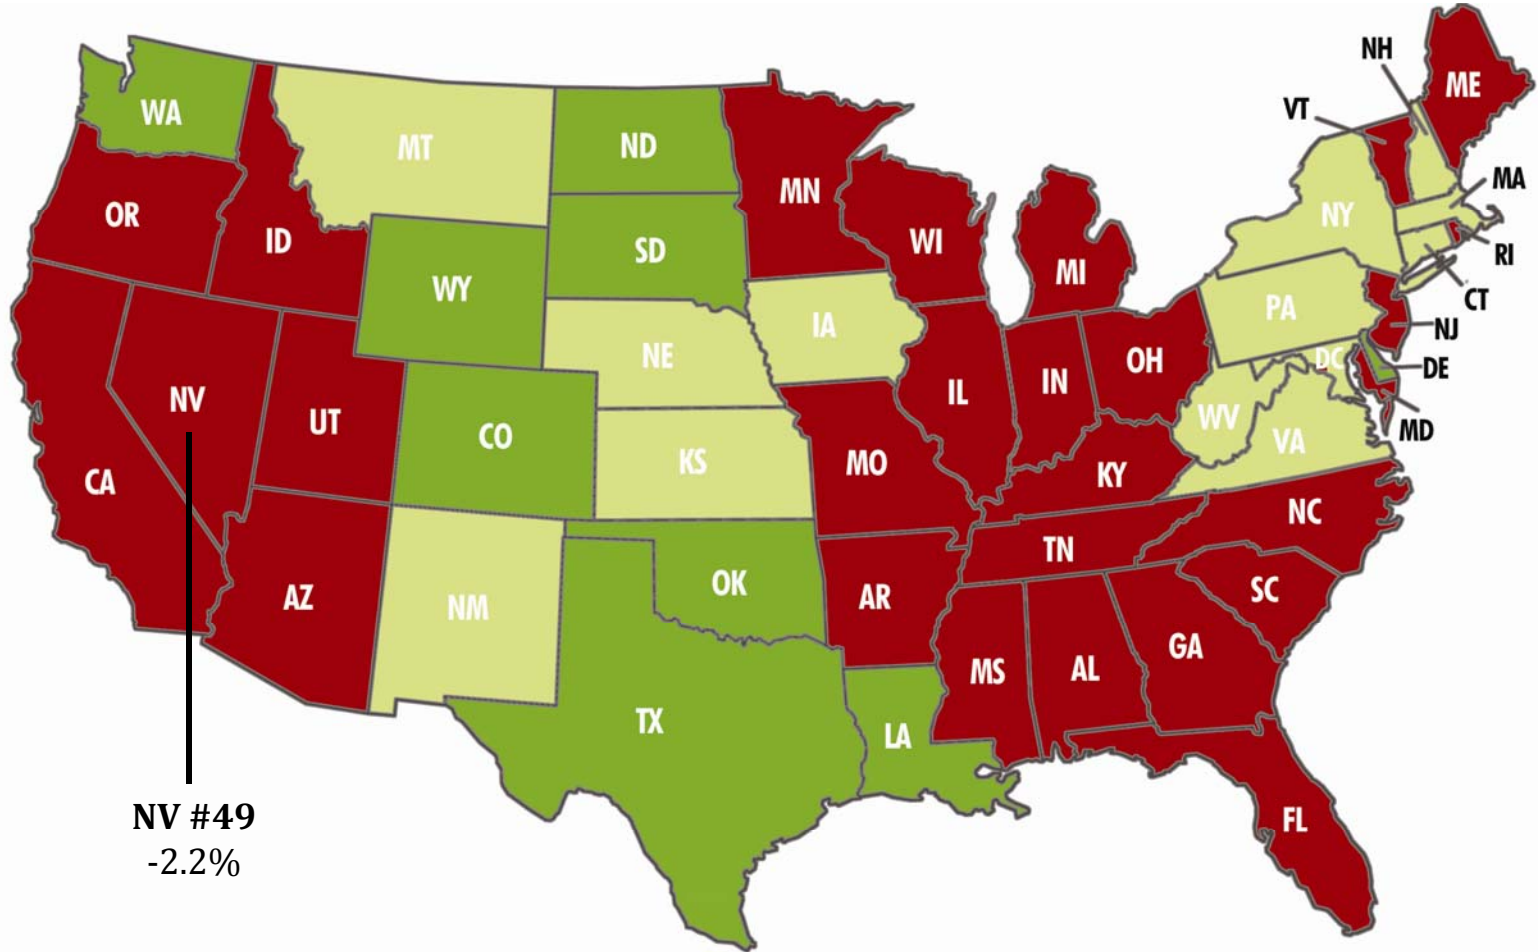 NH
ME
VT
WA
MT
ND
MN
MA
OR
ID
SD
WI
NY
RI
MI
WY
CT
PA
IA
NJ
NE
OH
DC
DE
NV
UT
IL
IN
CO
WV
MD
VA
KS
MO
KY
CA
NC
TN
AZ
NM
OK
AR
SC
GA
MS
AL
TX
LA
FL
NV #49
-2.2%